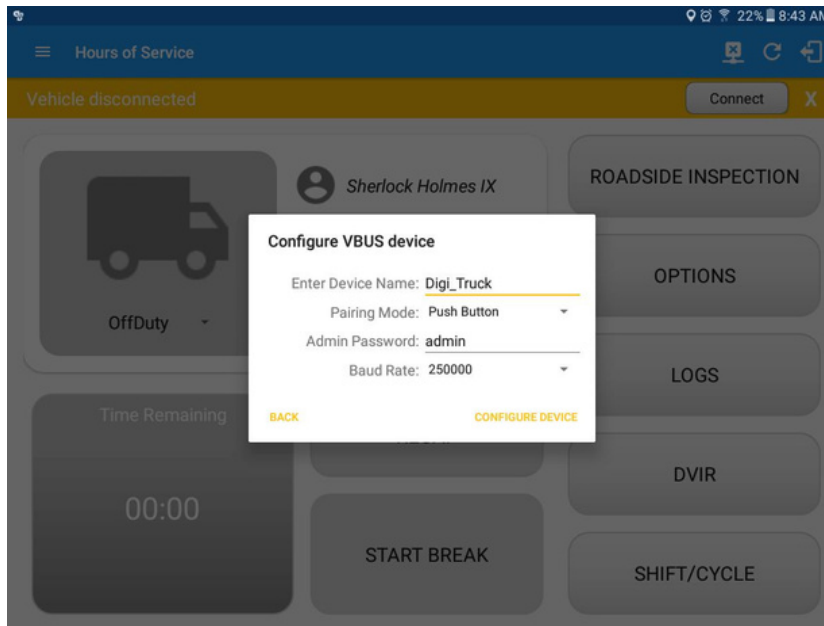 22% 8:43 AM
Hours of Service
Vehicle disconnected
Connect
X
Sherlock Holmes IX
OffDuty
Time Remaining
00:00
Configure VBUS device
Enter Device Name: Digi_Truck
Pairing Mode: Push Button
Admin Password: admin
Baud Rate: 250000
BACK
CONFIGURE DEVICE
START BREAK
ROADSIDE INSPECTION
OPTIONS
LOGS
DVIR
SHIFT/CYCLE